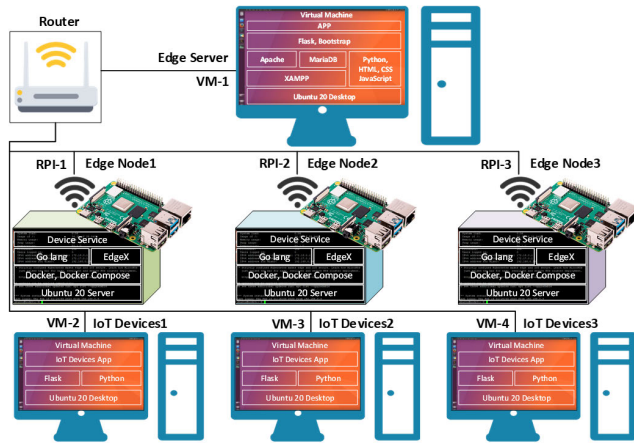 Router
Edge Server
VM-1
Virtual Machine
APP
Flask, Bootstrap
Apache
MariaDB
Python,
HTML, CSS
JavaScript
XAMPP
Ubuntu 20 Desktop
RPI-1 Edge Node1
Device Service
Go lang
EdgeX
Docker, Docker Compose
Ubuntu 20 Server
RPI-2 Edge Node2
Device Service
Go lang
EdgeX
Docker, Docker Compose
Ubuntu 20 Server
RPI-3 Edge Node3
Device Service
Go lang
EdgeX
Docker, Docker Compose
Ubuntu 20 Server
VM-2 IoT Devices1
Virtual Machine
IoT Devices App
Flask
Python
Ubuntu 20 Desktop
VM-3 IoT Devices2
Virtual Machine
IoT Devices App
Flask
Python
Ubuntu 20 Desktop
VM-4 IoT Devices3
Virtual Machine
IoT Devices App
Flask
Python
Ubuntu 20 Desktop